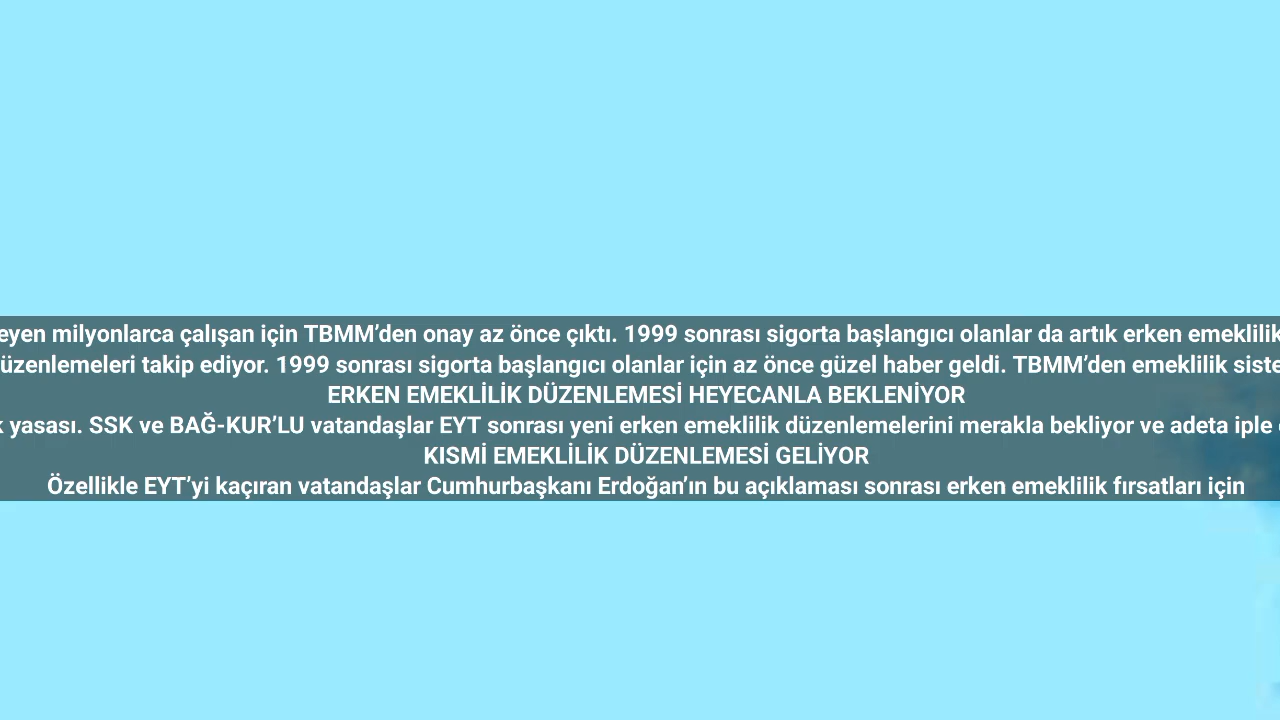 eyen milyonlarca çalışan için TBMM’den onay az önce çıktı. 1999 sonrası sigorta başlangıcı olanlar da artık erken emeklilik
üzenlemeleri takip ediyor. 1999 sonrası sigorta başlangıcı olanlar için az önce güzel haber geldi. TBMM’den emeklilik siste
ERKEN EMEKLİLİK DÜZENLEMESİ HEYECANLA BEKLENİYOR
k yasası. SSK ve BAĞ-KUR’LU vatandaşlar EYT sonrası yeni erken emeklilik düzenlemelerini merakla bekliyor ve adeta iple
KISMİ EMEKLİLİK DÜZENLEMESİ GELİYOR
Özellikle EYT’yi kaçıran vatandaşlar Cumhurbaşkanı Erdoğan’ın bu açıklaması sonrası erken emeklilik fırsatları için